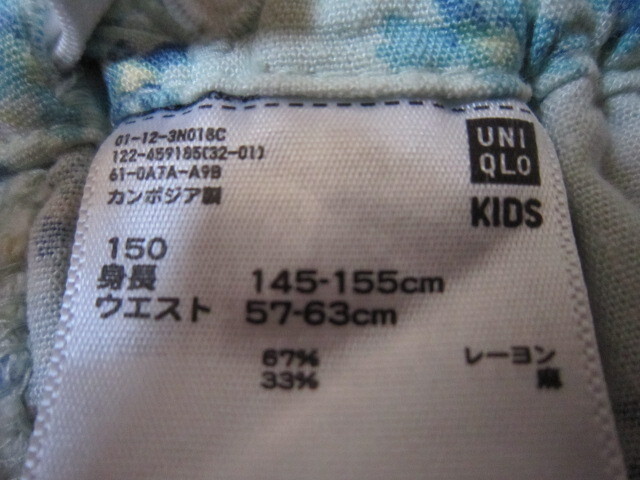 01-12-3N018C
122-459185(32-01)
61-0A7A-A9B
カンボジア製
UNI
QLO
KIDS
150
身長 145-155cm
ウエスト 57-63cm
67% レーヨン
33% 麻